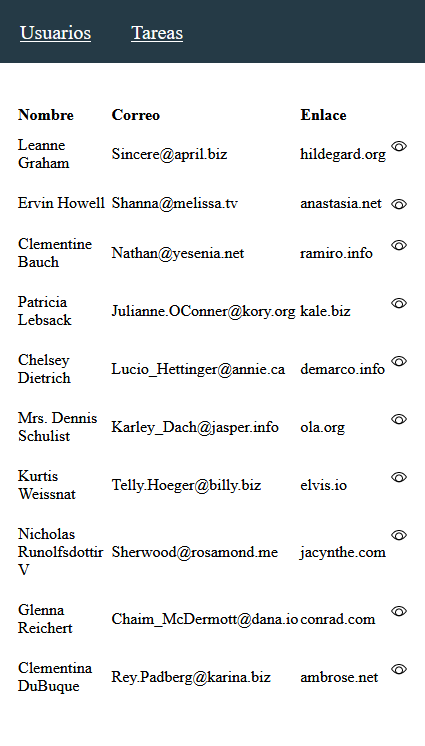 Usuarios Tareas
Nombre Correo Enlace
Leanne
Graham Sincere@april.biz hildegard.org
Ervin Howell Shanna@melissa.tv anastasia.net
Clementine
Bauch Nathan@yesenia.net ramiro.info
Patricia
Lebsack Julianne.OConner@kory.org kale.biz
Chelsey
Dietrich Lucio_Hettinger@annie.ca demarco.info
Mrs. Dennis
Schulist Karley_Dach@jasper.info ola.org
Kurtis
Weissnat Telly.Hoeger@billy.biz elvis.io
Nicholas
Runolfsdottir Sherwood@rosamond.me jacynthe.com
V
Glenna
Reichert Chaim_McDermott@dana.io conrad.com
Clementina
DuBuque Rey.Padberg@karina.biz ambrose.net